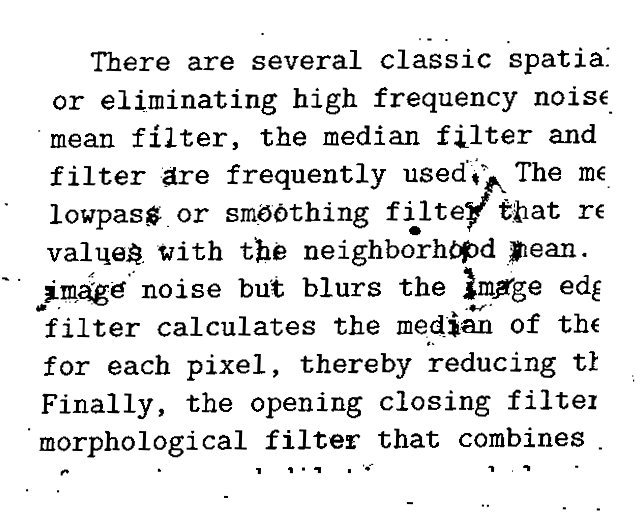 There are several classic spatia
or eliminating high frequency noise
mean filter, the median filter and
filter are frequently used. The me
lowpass or smoothing filter that re
values with the neighborhood mean.
image noise but blurs the image edg
filter calculates the median of the
for each pixel, thereby reducing th
Finally, the opening closing filter
morphological filter that combines